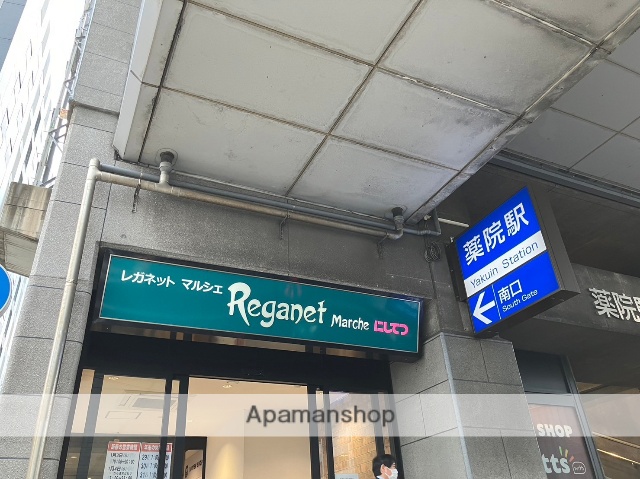 レガネット マルシェ Reganet Marche にしてつ
薬院駅
Yakuin Station
南口
South Gate
薬院駅
Apamanshop
SHOP